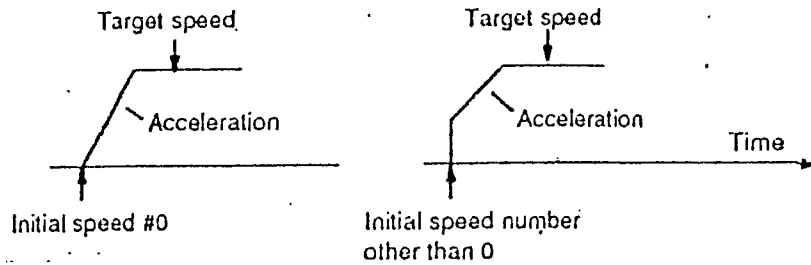 Target speed
Target speed
Acceleration
Acceleration
Time
Initial speed #0
Initial speed number
other than 0